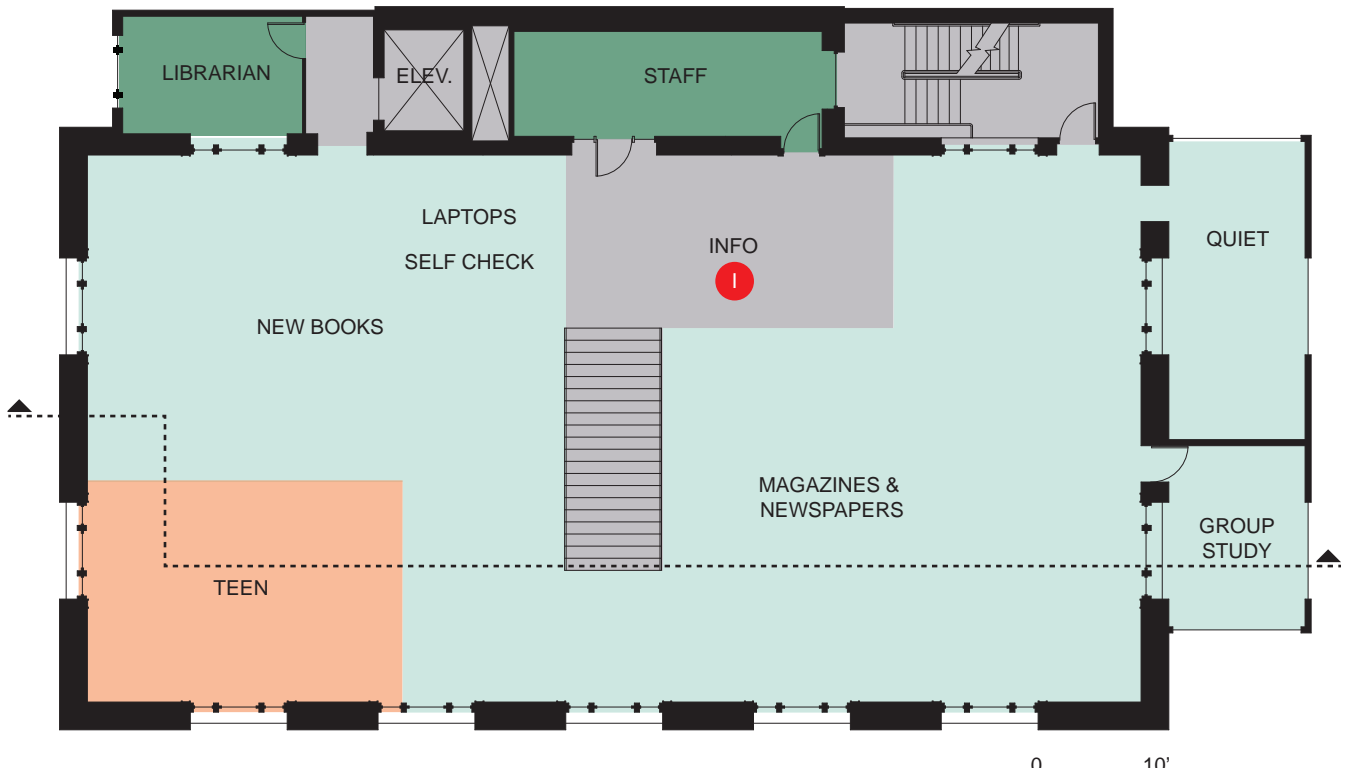 LIBRARIAN
ELEV.
STAFF
LAPTOPS
SELF CHECK
INFO
I
QUIET
NEW BOOKS
MAGAZINES &
NEWSPAPERS
GROUP
STUDY
TEEN
0 10'